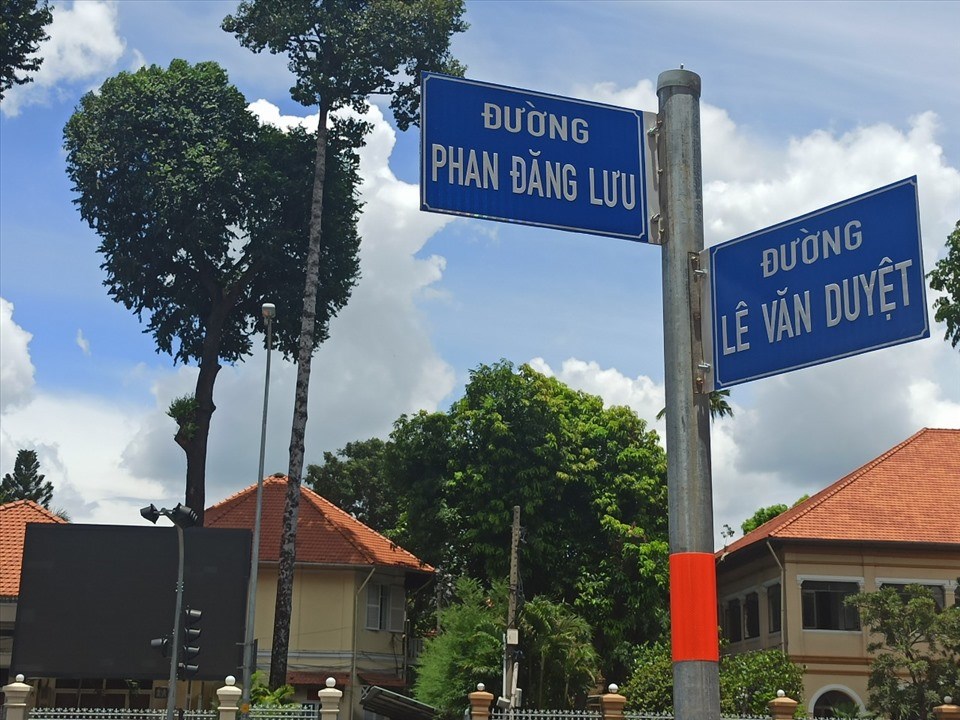 ĐƯỜNG
PHAN ĐĂNG LƯU
ĐƯỜNG
LÊ VĂN DUYỆT